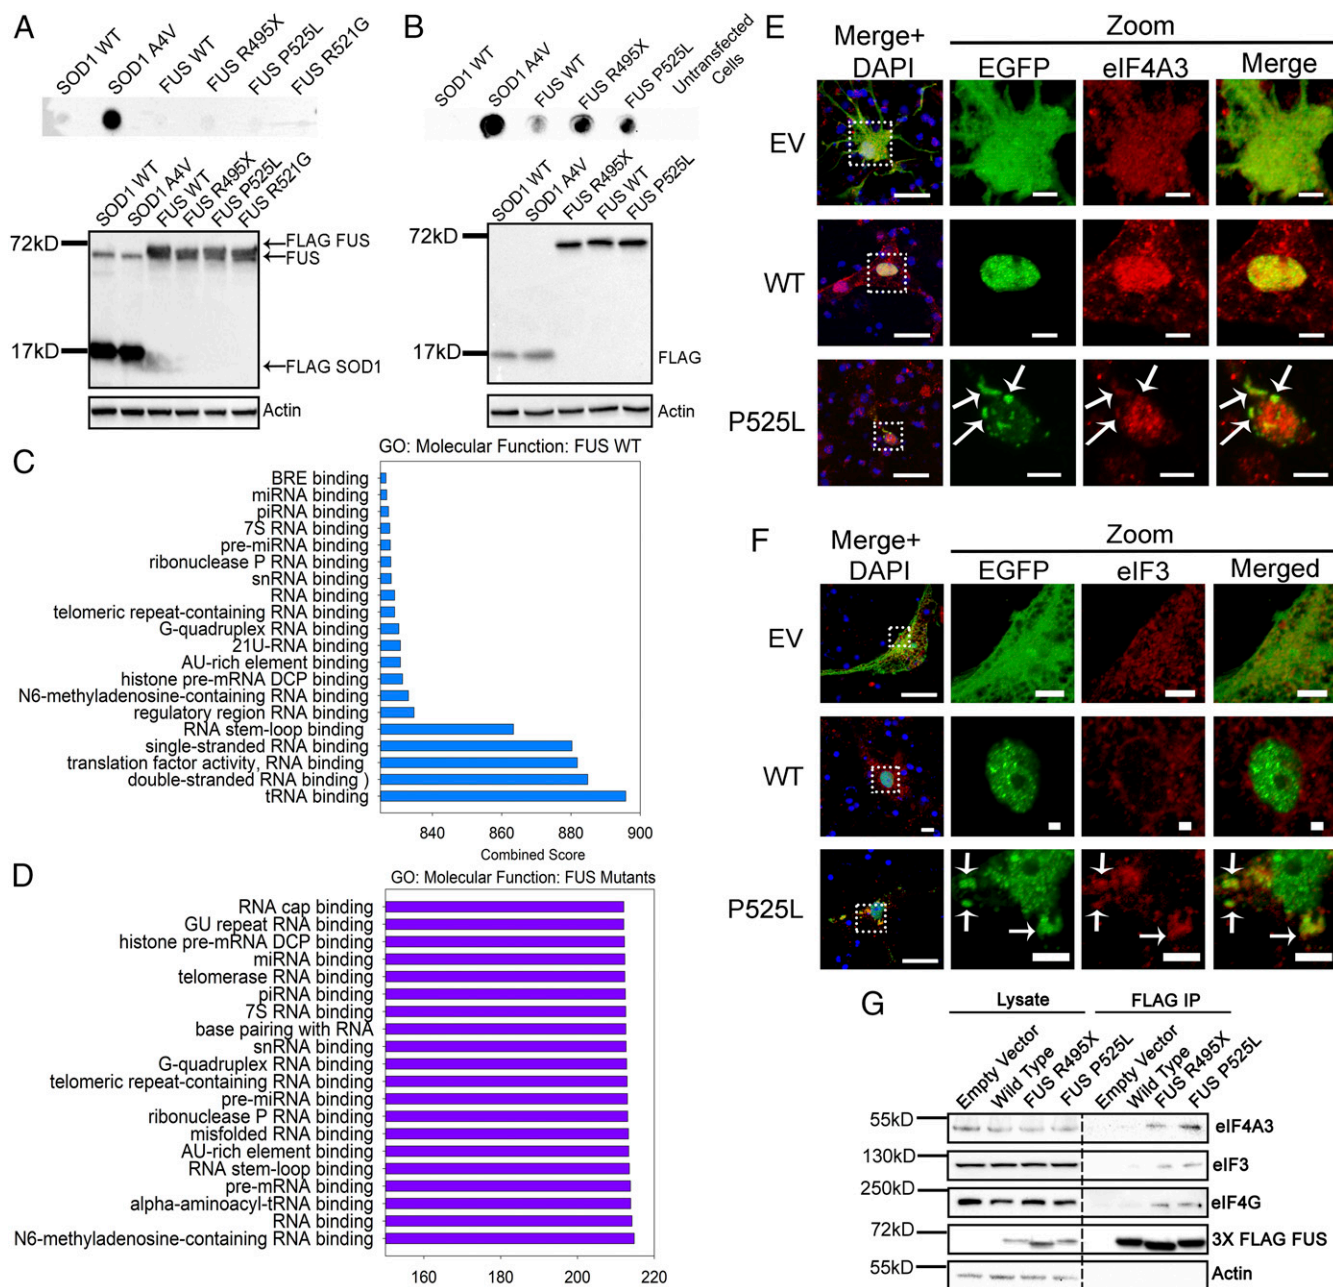 A
SOD1 WT
SOD1 A4V
FUS WT
FUS R495X
FUS P525L
FUS R521G
SOD1 WT
SOD1 A4V
FUS WT
FUS R495X
FUS P525L
FUS R521G
72kD
←FLAG FUS
←FUS
17kD
←FLAG SOD1
Actin
B
SOD1 WT
SOD1 A4V
FUS WT
FUS R495X
FUS P525L
Untransfected
Cells
SOD1 WT
SOD1 A4V
FUS R495X
FUS WT
FUS P525L
72kD
17kD
FLAG
Actin
C
GO: Molecular Function: FUS WT
BRE binding
miRNA binding
piRNA binding
7S RNA binding
pre-miRNA binding
ribonuclease P RNA binding
snRNA binding
RNA binding
telomeric repeat-containing RNA binding
G-quadruplex RNA binding
21U-RNA binding
AU-rich element binding
histone pre-mRNA DCP binding
N6-methyladenosine-containing RNA binding
regulatory region RNA binding
RNA stem-loop binding
single-stranded RNA binding
translation factor activity, RNA binding
double-stranded RNA binding )
tRNA binding
840 860 880 900
Combined Score
D
GO: Molecular Function: FUS Mutants
RNA cap binding
GU repeat RNA binding
histone pre-mRNA DCP binding
miRNA binding
telomerase RNA binding
piRNA binding
7S RNA binding
base pairing with RNA
snRNA binding
G-quadruplex RNA binding
telomeric repeat-containing RNA binding
pre-miRNA binding
ribonuclease P RNA binding
misfolded RNA binding
AU-rich element binding
RNA stem-loop binding
pre-mRNA binding
alpha-aminoacyl-tRNA binding
RNA binding
N6-methyladenosine-containing RNA binding
160 180 200 220
E
Merge+
DAPI
Zoom
EGFP eIF4A3 Merge
EV
WT
P525L
F
Merge+
DAPI
Zoom
EGFP eIF3 Merged
EV
WT
P525L
G
Lysate FLAG IP
Empty Vector
Wild Type
FUS R495X
FUS P525L
Empty Vector
Wild Type
FUS R495X
FUS P525L
55kD eIF4A3
130kD eIF3
250kD eIF4G
72kD 3X FLAG FUS
55kD Actin